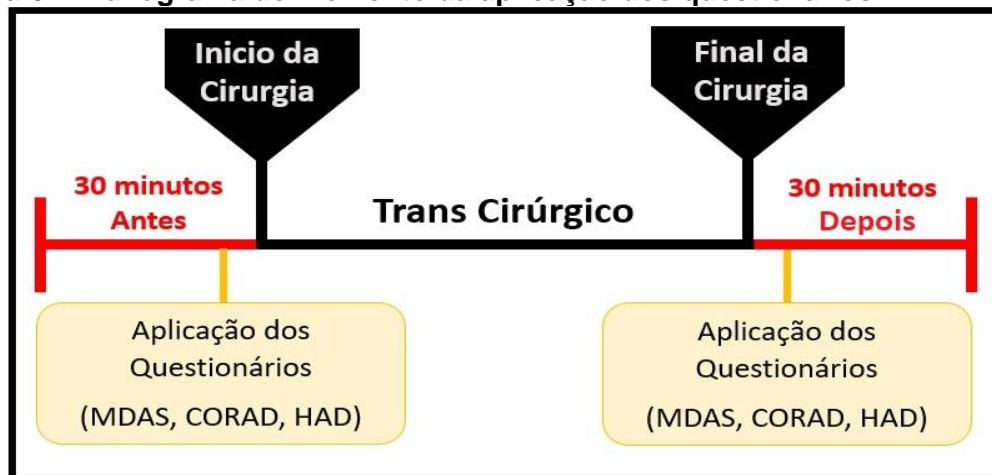 Inicio da
Cirurgia
Final da
Cirurgia
30 minutos
Antes
Trans Cirúrgico
30 minutos
Depois
Aplicação dos
Questionários
(MDAS, CORAD, HAD)
Aplicação dos
Questionários
(MDAS, CORAD, HAD)